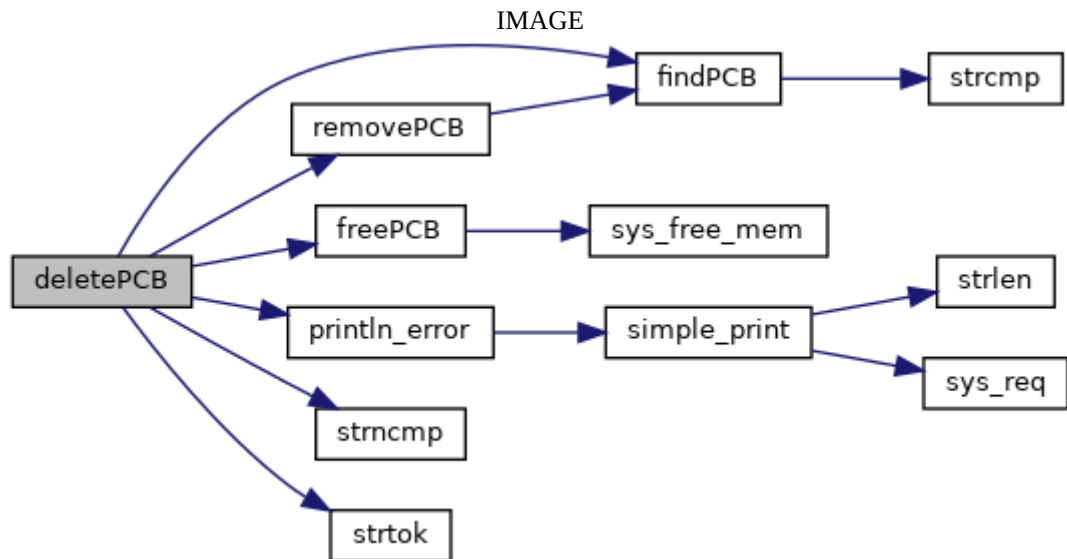 IMAGE
findPCB
strcmp
removePCB
freePCB
sys_free_mem
deletePCB
strlen
println_error
simple_print
sys_req
strncmp
strtok